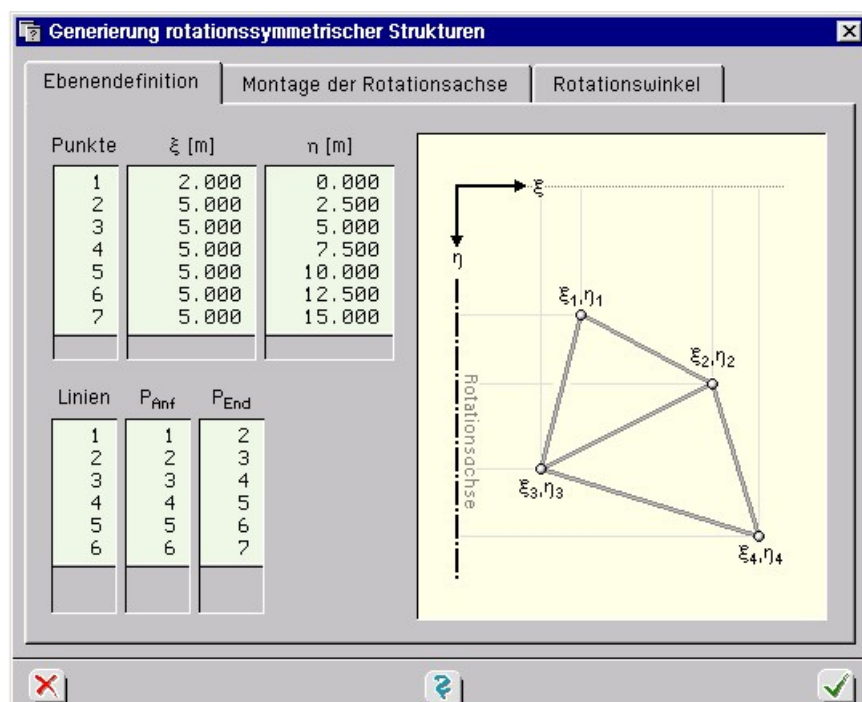 Generierung rotationssymmetrischer Strukturen
Ebenendefinition Montage der Rotationsachse Rotationswinkel
Punkte ξ [m] η [m]
1 2.000 0.000
2 5.000 2.500
3 5.000 5.000
4 5.000 7.500
5 5.000 10.000
6 5.000 12.500
7 5.000 15.000
Linien PAnf PEnd
1 1 2
2 2 3
3 3 4
4 4 5
5 5 6
6 6 7
ξ
η
ξ1,η1
ξ2,η2
Rotationsachse
ξ3,η3
ξ4,η4